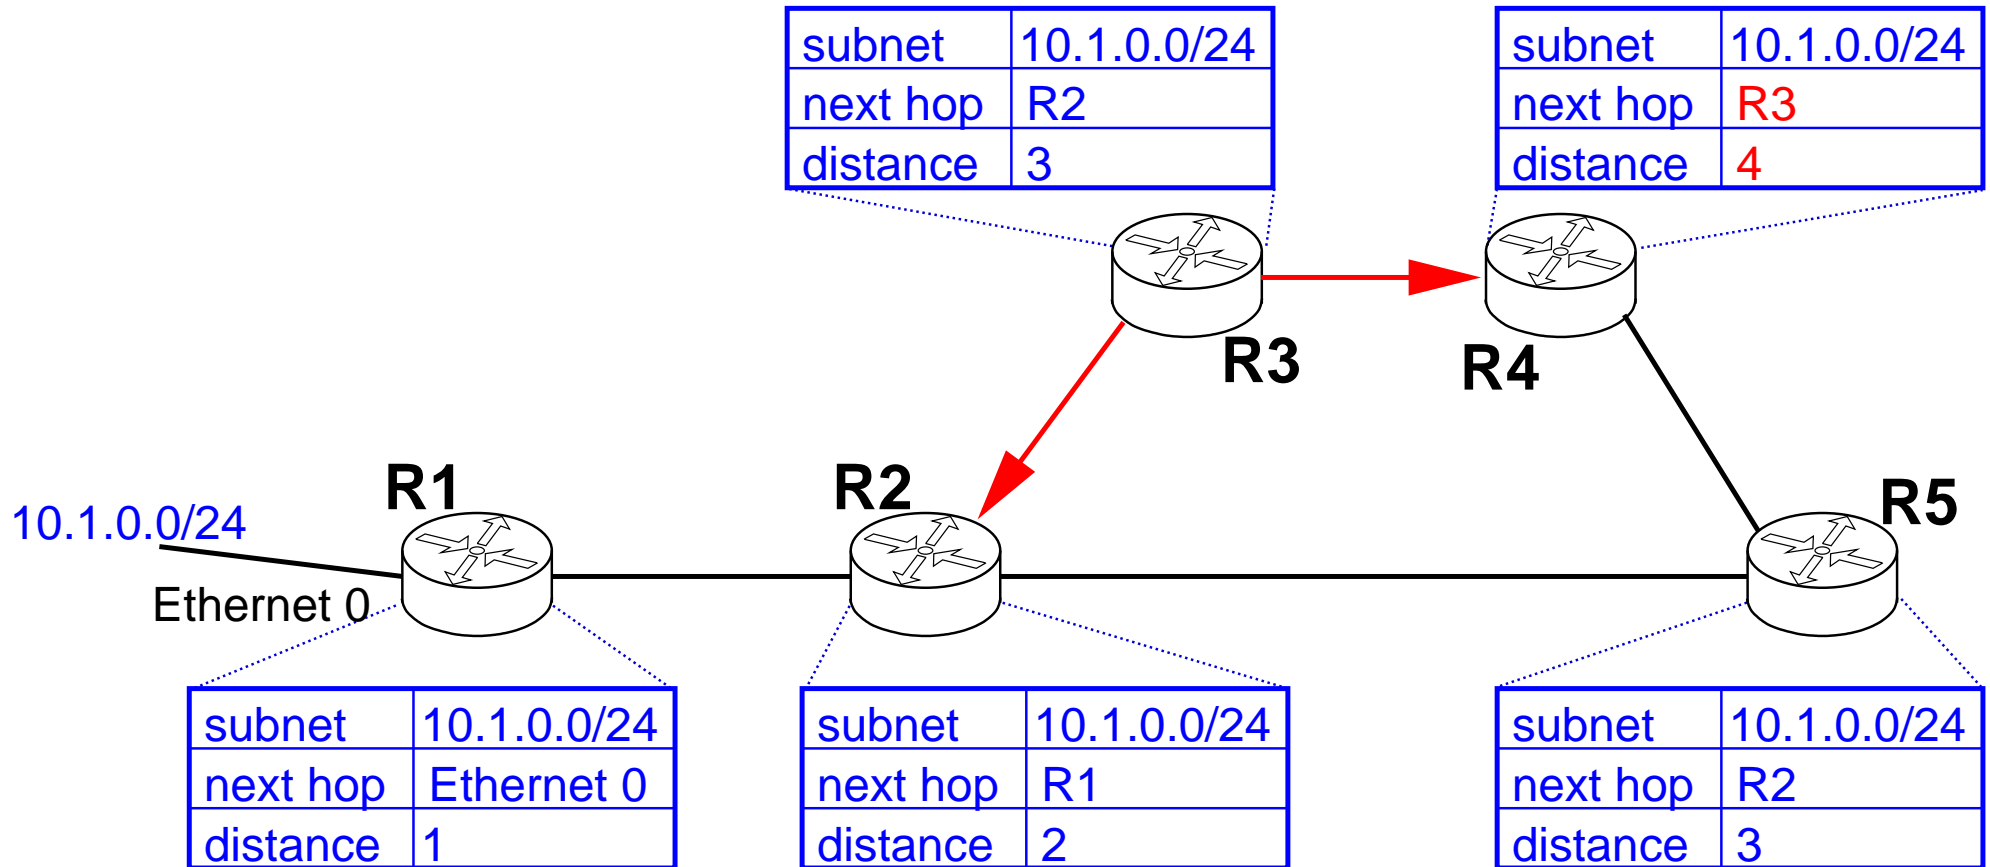 subnet 10.1.0.0/24
next hop R2
distance 3
subnet 10.1.0.0/24
next hop R3
distance 4
R3
R4
R1
R2
R5
10.1.0.0/24
Ethernet 0
subnet 10.1.0.0/24
next hop Ethernet 0
distance 1
subnet 10.1.0.0/24
next hop R1
distance 2
subnet 10.1.0.0/24
next hop R2
distance 3